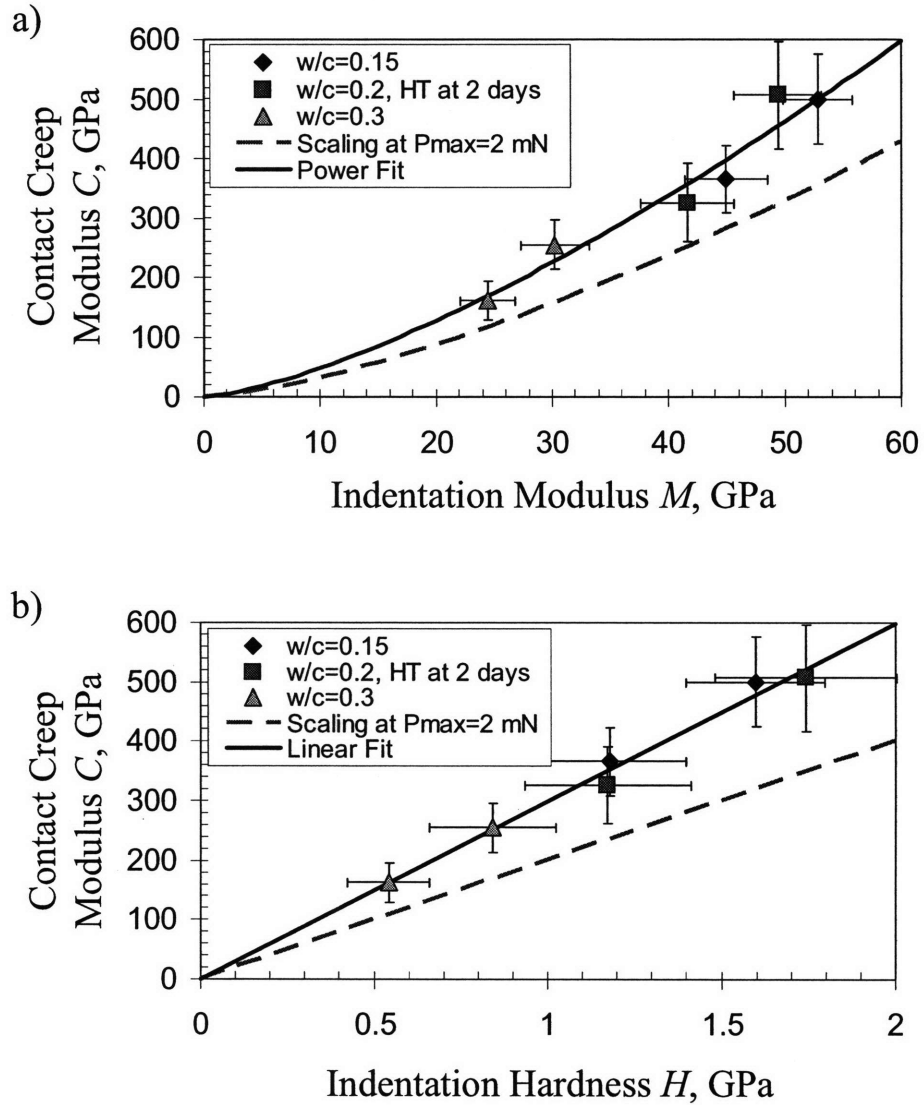 a)
600
500
400
300
200
100
0
Contact Creep
Modulus C, GPa
w/c=0.15
w/c=0.2, HT at 2 days
w/c=0.3
Scaling at Pmax=2 mN
Power Fit
0 10 20 30 40 50 60
Indentation Modulus M, GPa
b)
600
500
400
300
200
100
0
Contact Creep
Modulus C, GPa
w/c=0.15
w/c=0.2, HT at 2 days
w/c=0.3
Scaling at Pmax=2 mN
Linear Fit
0 0.5 1 1.5 2
Indentation Hardness H, GPa